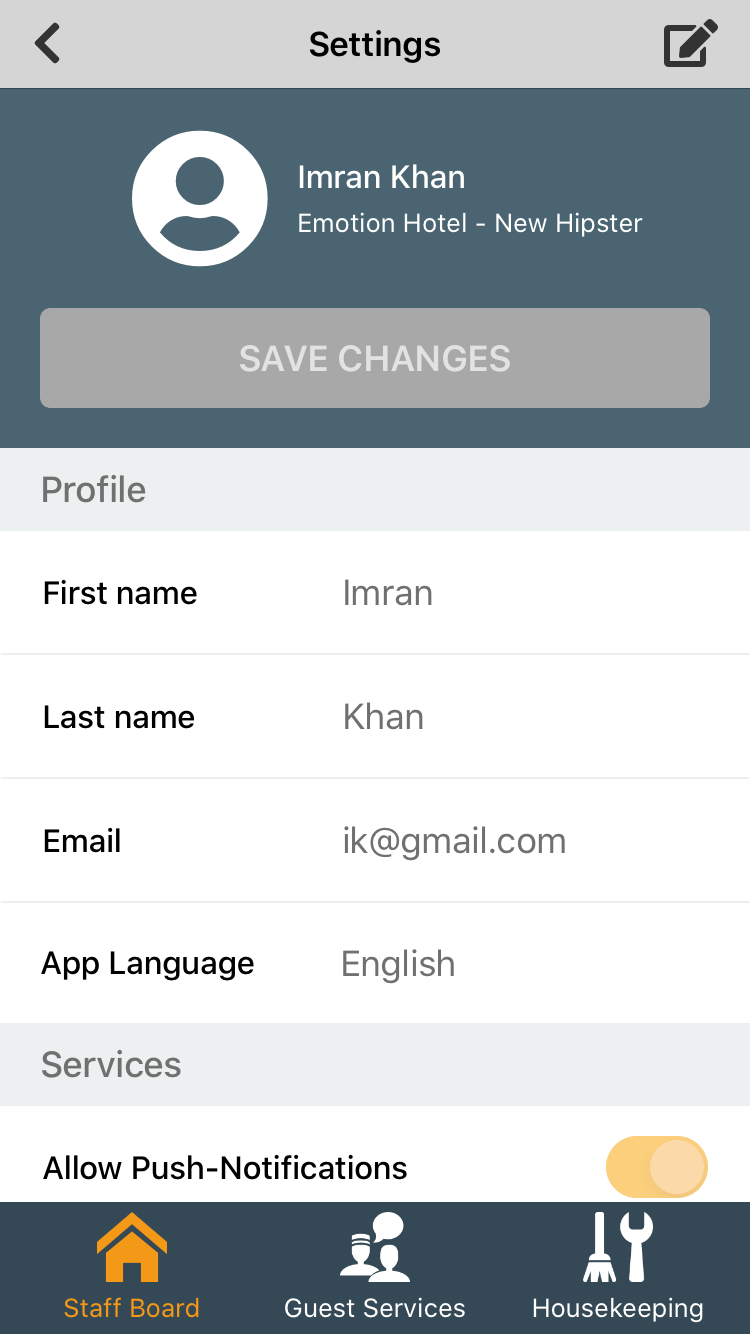 Settings
Imran Khan
Emotion Hotel - New Hipster
SAVE CHANGES
Profile
First name Imran
Last name Khan
Email ik@gmail.com
App Language English
Services
Allow Push-Notifications
Staff Board Guest Services Housekeeping